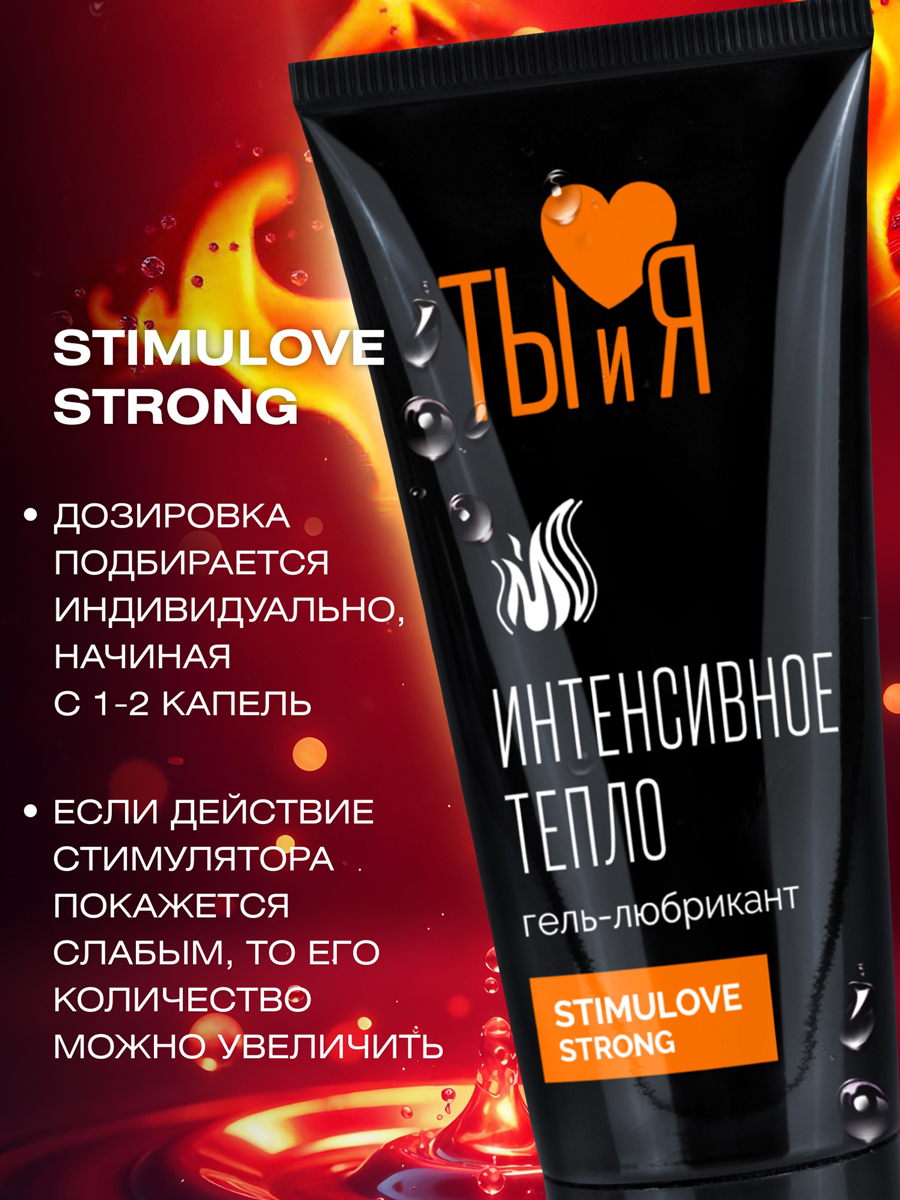 STIMULOVE
STRONG
• ДОЗИРОВКА
ПОДБИРАЕТСЯ
ИНДИВИДУАЛЬНО,
НАЧИНАЯ
С 1-2 КАПЕЛЬ
• ЕСЛИ ДЕЙСТВИЕ
СТИМУЛЯТОРА
ПОКАЖЕТСЯ
СЛАБЫМ, ТО ЕГО
КОЛИЧЕСТВО
МОЖНО УВЕЛИЧИТЬ
ТЫ и Я
ИНТЕНСИВНОЕ
ТЕПЛО
гель-любрикант
STIMULOVE
STRONG